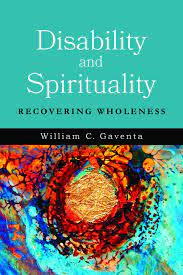 Disability
and
Spirituality
RECOVERING WHOLENESS
William C. Gaventa